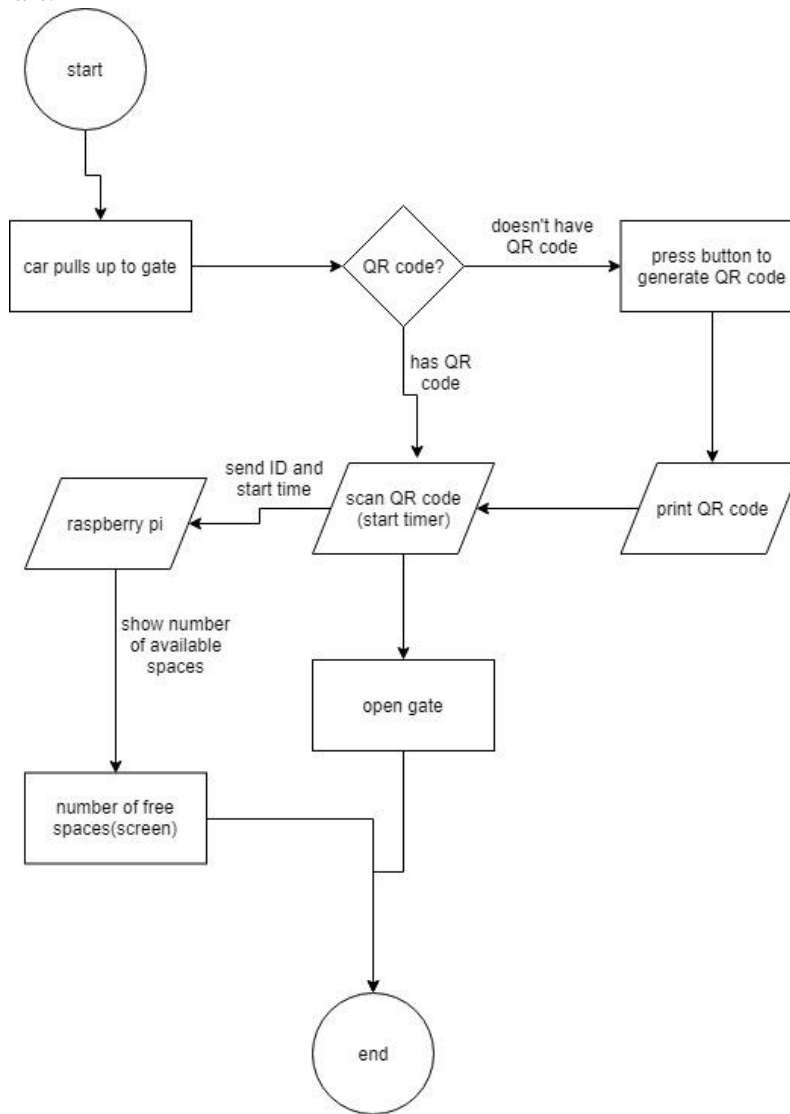 start
car pulls up to gate
QR code?
doesn't have
QR code
press button to
generate QR code
has QR
code
send ID and
start time
raspberry pi
scan QR code
(start timer)
print QR code
show number
of available
spaces
open gate
number of free
spaces(screen)
end